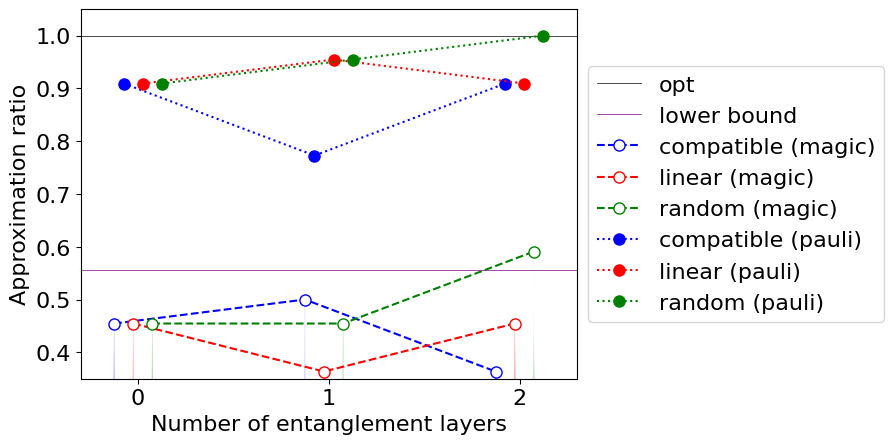 Approximation ratio
1.0
0.9
0.8
0.7
0.6
0.5
0.4
0
1
2
Number of entanglement layers
opt
lower bound
compatible (magic)
linear (magic)
random (magic)
compatible (pauli)
linear (pauli)
random (pauli)